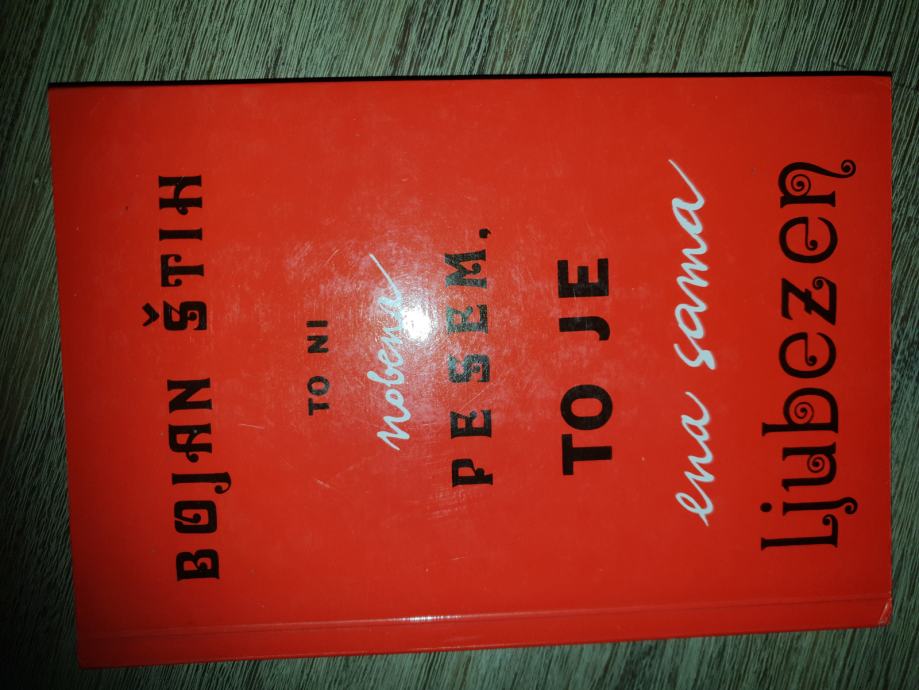 BOJAN ŠTIH
TO NI
nobena
PESEM,
TO JE
ena sama
Ljubezen